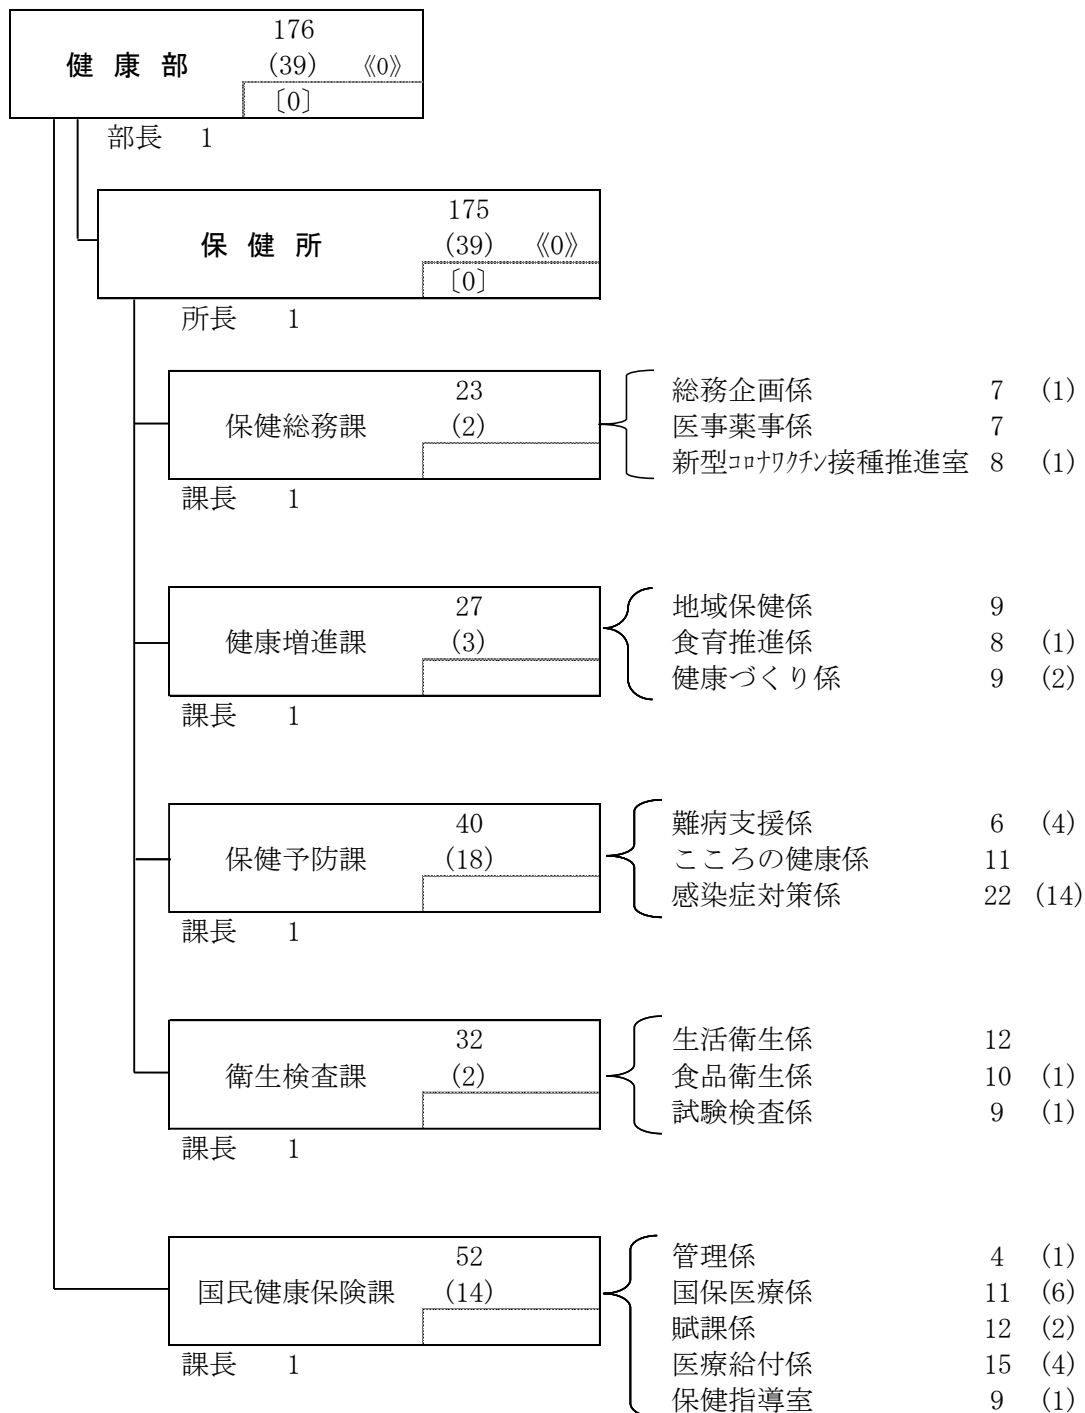 176
健康部 (39) 《0》
〔0〕
部長 1
175
保健所 (39) 《0》
〔0〕
所長 1
23
保健総務課 (2)
課長 1
総務企画係 7 (1)
医事薬事係 7
新型コロナワクチン接種推進室 8 (1)
27
健康増進課 (3)
課長 1
地域保健係 9
食育推進係 8 (1)
健康づくり係 9 (2)
40
保健予防課 (18)
課長 1
難病支援係 6 (4)
こころの健康係 11
感染症対策係 22 (14)
32
衛生検査課 (2)
課長 1
生活衛生係 12
食品衛生係 10 (1)
試験検査係 9 (1)
52
国民健康保険課 (14)
課長 1
管理係 4 (1)
国保医療係 11 (6)
賦課係 12 (2)
医療給付係 15 (4)
保健指導室 9 (1)